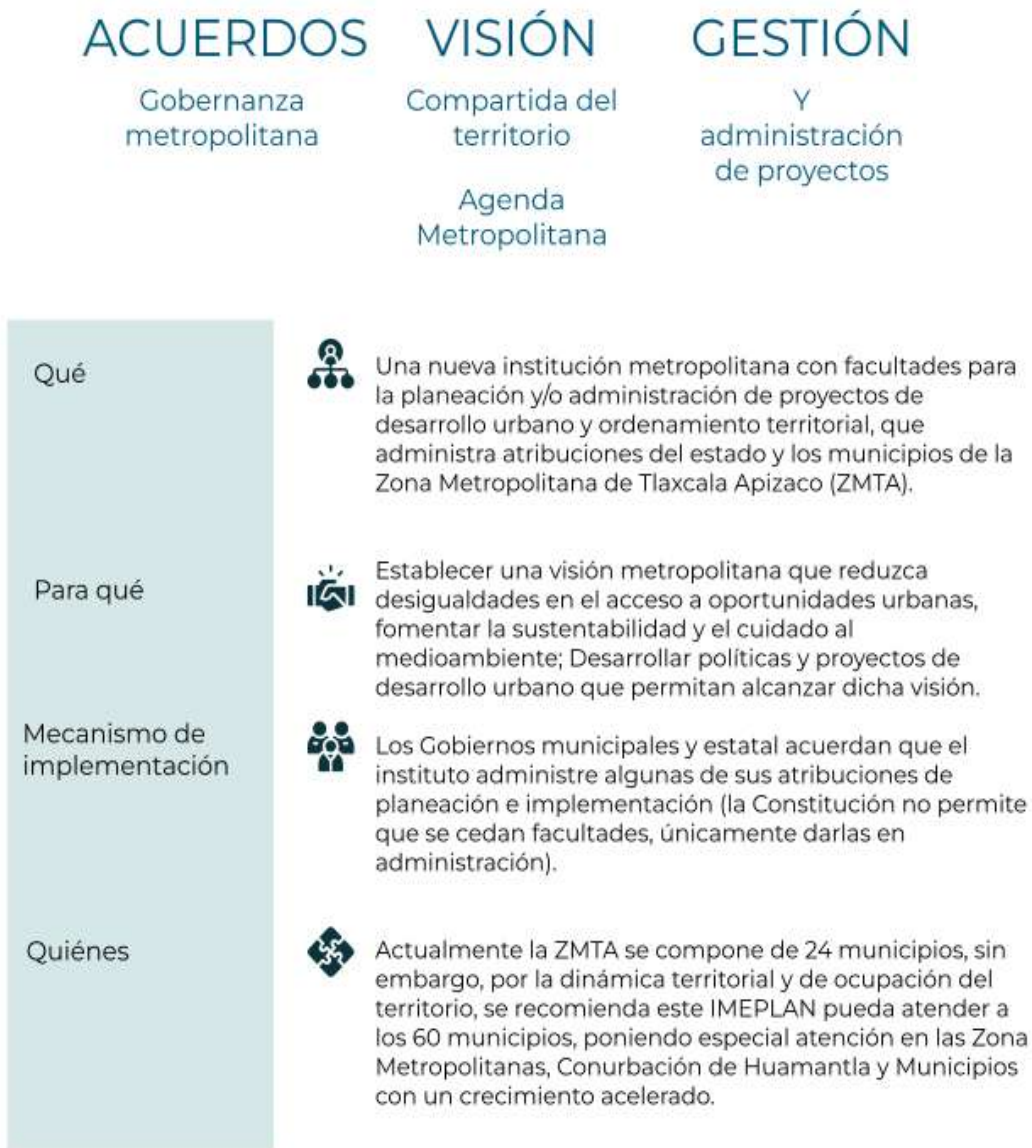 ACUERDOS
Gobernanza
metropolitana
VISIÓN
Compartida del
territorio
Agenda
Metropolitana
GESTIÓN
Y
administración
de proyectos
Qué
Una nueva institución metropolitana con facultades para
la planeación y/o administración de proyectos de
desarrollo urbano y ordenamiento territorial, que
administra atribuciones del estado y los municipios de la
Zona Metropolitana de Tlaxcala Apizaco (ZMTA).
Para qué
Establecer una visión metropolitana que reduzca
desigualdades en el acceso a oportunidades urbanas,
fomentar la sustentabilidad y el cuidado al
medioambiente; Desarrollar políticas y proyectos de
desarrollo urbano que permitan alcanzar dicha visión.
Mecanismo de
implementación
Los Gobiernos municipales y estatal acuerdan que el
instituto administre algunas de sus atribuciones de
planeación e implementación (la Constitución no permite
que se cedan facultades, únicamente darlas en
administración).
Quiénes
Actualmente la ZMTA se compone de 24 municipios, sin
embargo, por la dinámica territorial y de ocupación del
territorio, se recomienda este IMEPLAN pueda atender a
los 60 municipios, poniendo especial atención en las Zona
Metropolitanas, Conurbación de Huamantla y Municipios
con un crecimiento acelerado.